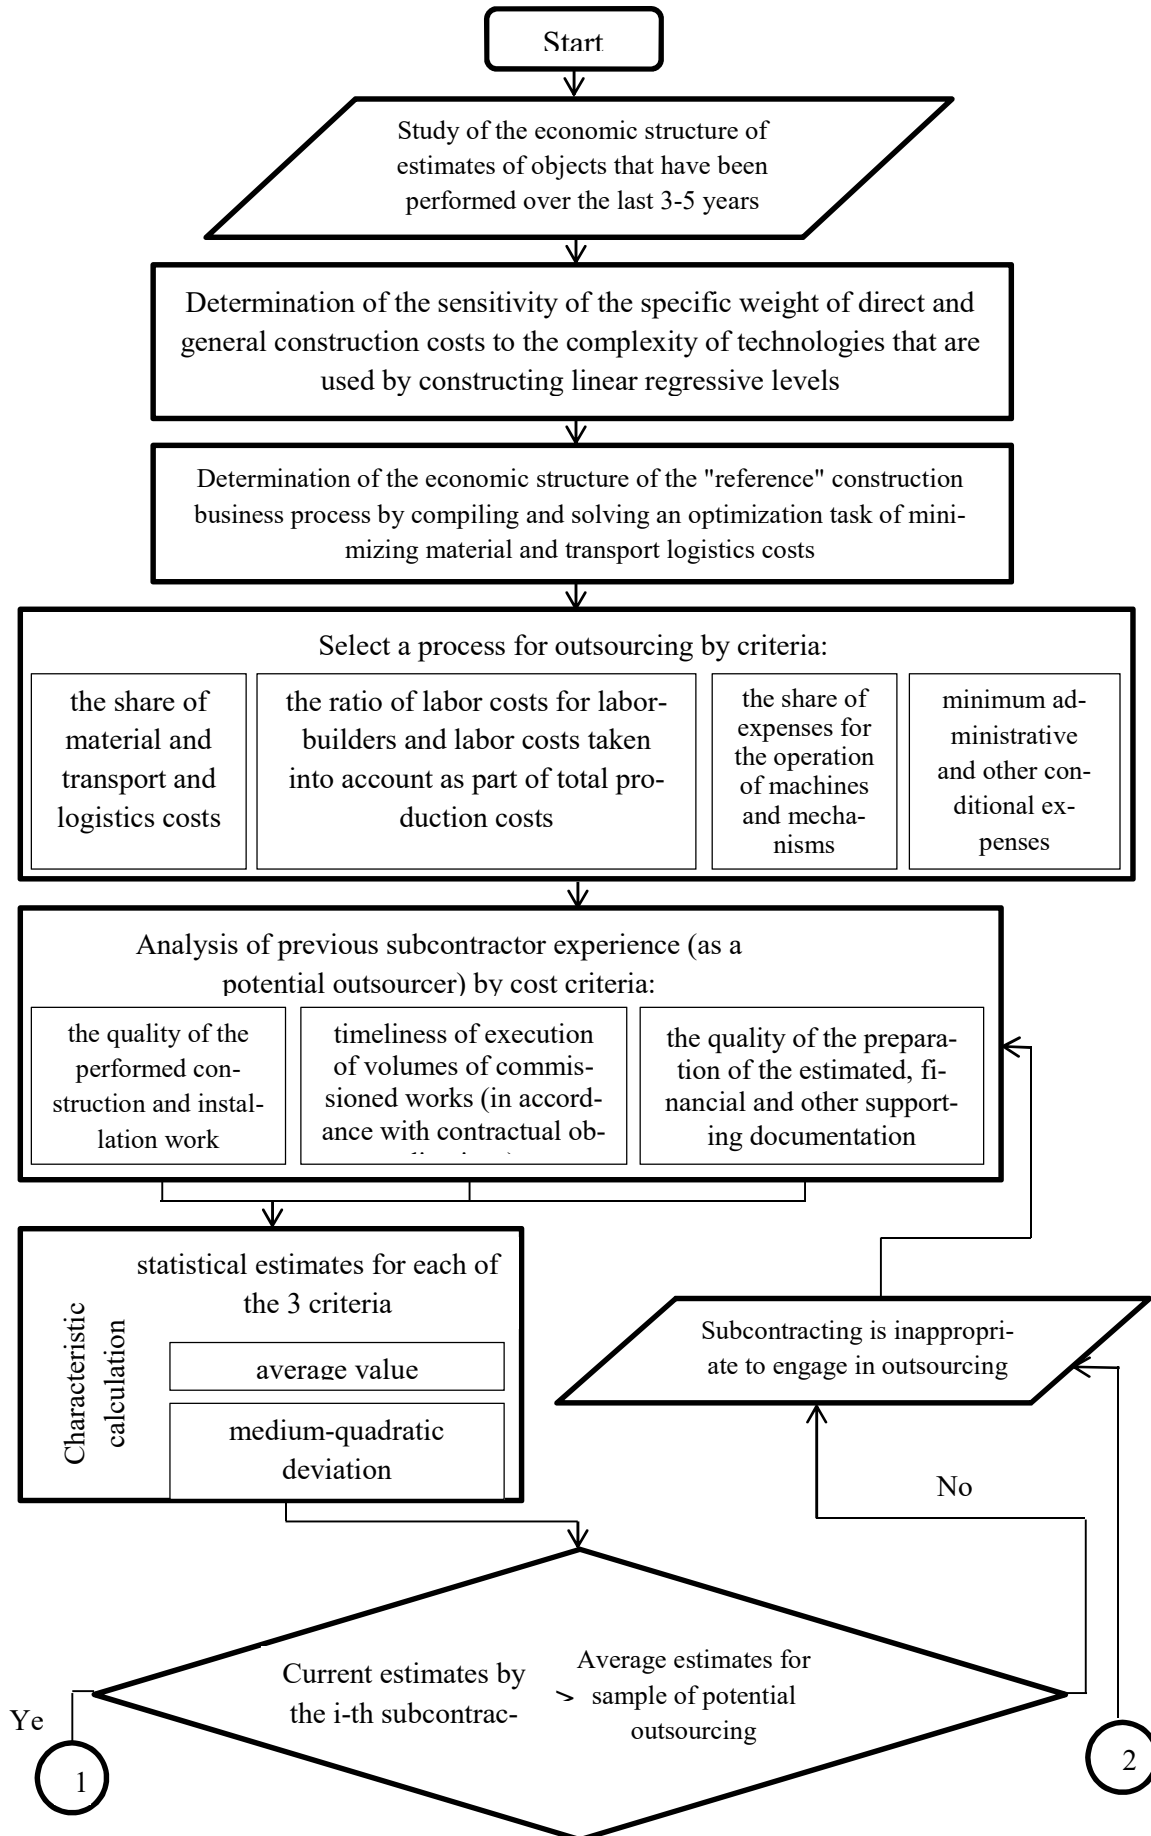 Start
Study of the economic structure of
estimates of objects that have been
performed over the last 3-5 years
Determination of the sensitivity of the specific weight of direct and
general construction costs to the complexity of technologies that are
used by constructing linear regressive levels
Determination of the economic structure of the "reference" construction
business process by compiling and solving an optimization task of mini-
mizing material and transport logistics costs
Select a process for outsourcing by criteria:
the share of
material and
transport and
logistics costs
the ratio of labor costs for labor-
builders and labor costs taken
into account as part of total pro-
duction costs
the share of
expenses for
the operation
of machines
and mecha-
nisms
minimum ad-
ministrative
and other con-
ditional ex-
penses
Analysis of previous subcontractor experience (as a
potential outsourcer) by cost criteria:
the quality of the
performed con-
struction and instal-
lation work
timeliness of execution
of volumes of commis-
sioned works (in accord-
ance with contractual ob-
the quality of the prepara-
tion of the estimated, fi-
nancial and other support-
ing documentation
Characteristic
calculation
statistical estimates for each of
the 3 criteria
average value
medium-quadratic
deviation
Subcontracting is inappropri-
ate to engage in outsourcing
No
Current estimates by
the i-th subcontrac-
>
Average estimates for
sample of potential
outsourcing
Ye
1
2